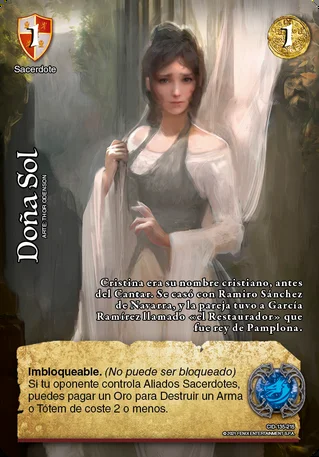 1
1
Sacerdote
Doña Sol
ARTE: THOR ODENSON
Cristina era su nombre cristiano, antes
del Cantar. Se casó con Ramiro Sánchez
de Navarra, y la pareja tuvo a García
Ramírez llamado «el Restaurador» que
fue rey de Pamplona.
Imbloqueable. (No puede ser bloqueado)
Si tu oponente controla Aliados Sacerdotes,
puedes pagar un Oro para Destruir un Arma
o Tótem de coste 2 o menos.
CID-135-216
© 2021 FENIX ENTERTAINMENT S.P.A.